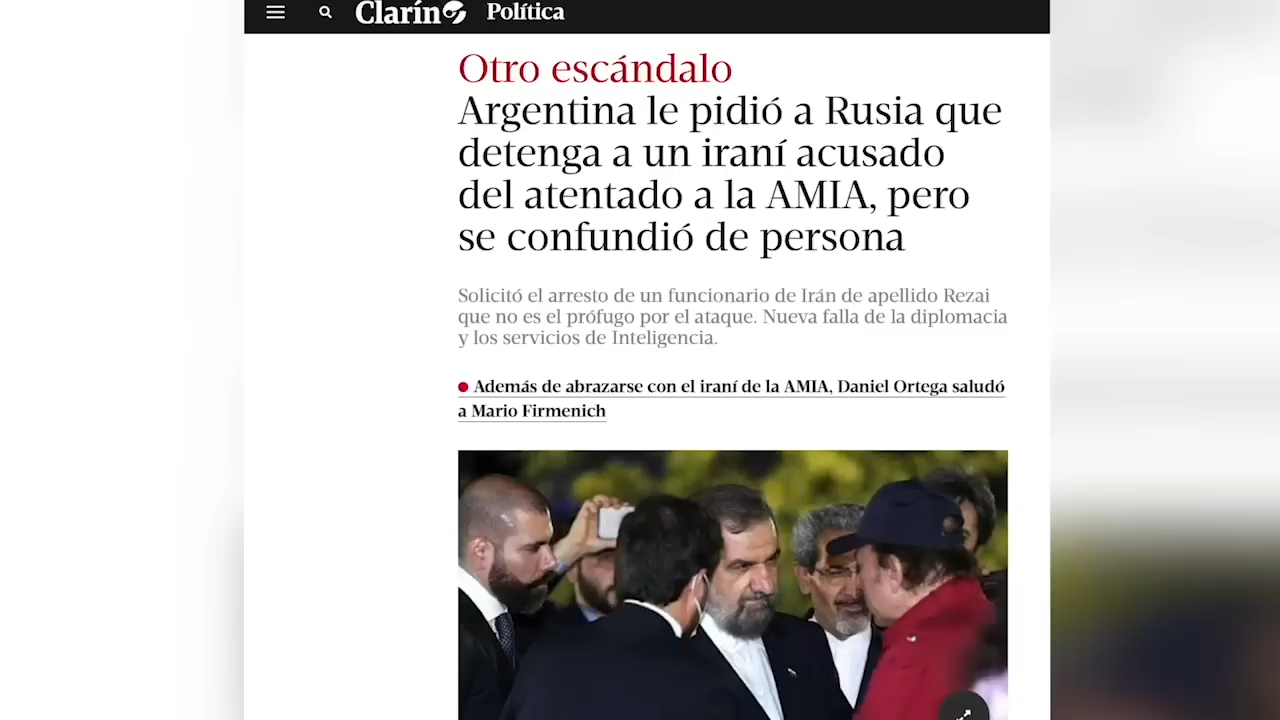 Clarín Política
Otro escándalo
Argentina le pidió a Rusia que
detenga a un iraní acusado
del atentado a la AMIA, pero
se confundió de persona
Solicitó el arresto de un funcionario de Irán de apellido Rezai
que no es el prófugo por el ataque. Nueva falla de la diplomacia
y los servicios de Inteligencia.
Además de abrazarse con el iraní de la AMIA, Daniel Ortega saludó
a Mario Firmenich